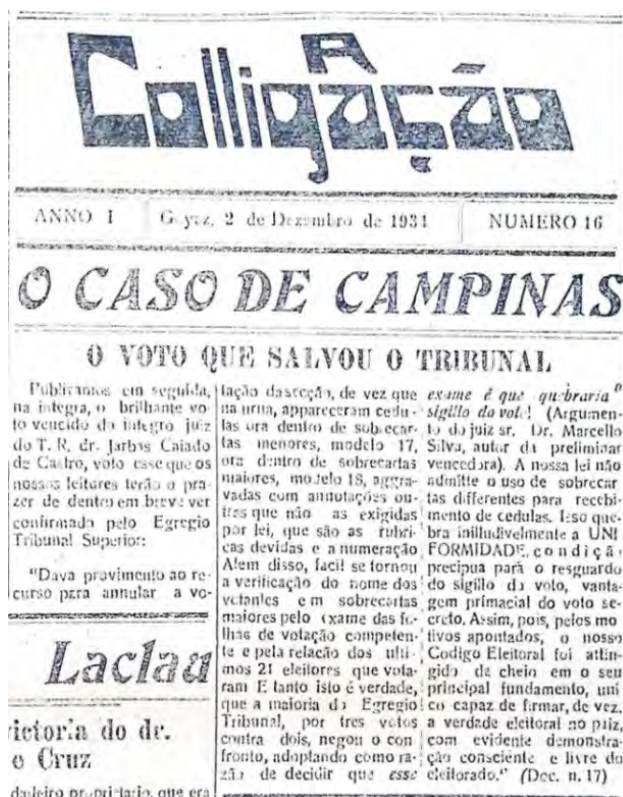 A
Colligação
ANNO I
Goyaz, 2 de Dezembro de 1934
NUMERO 16
O CASO DE CAMPINAS
O VOTO QUE SALVOU O TRIBUNAL
Publicamos em seguida,
na integra, o brilhante vo-
to vencido do integro juiz
do T. R. dr. Jarbas Caiado
de Castro, voto esse que os
nossos leitores terão o pra-
zer de dentro em breve ver
confirmado pelo Egregio
Tribunal Superior:
"Dava provimento ao re-
curso para annular a vo-
tação da secção, de vez que
na urna, appareceram cedu-
las ora dentro de sobrecar-
tas menores, modelo 17,
ora dentro de sobrecartas
maiores, modelo 18, aggra-
vadas com annotações ou-
tras que não as exigidas
por lei, que são as rubri-
cas devidas e a numeração
Alem disso, facil se tornou
a verificação do nome dos
votantes em sobrecartas
maiores pelo exame das fo-
lhas de votação competen-
te e pela relação dos ulti-
mos 21 eleitores que vota-
ram E tanto isto é verdade,
que a maioria do Egregio
Tribunal, por tres votos
contra dois, negou o con
fronto, adoptando como ra-
zão de decidir que esse
exame é que quebraria o
sigillo do voto! (Argumen-
to do juiz sr. Dr. Marcello
Silva, autor da preliminar
vencedora). A nossa lei não
admitte o uso de sobrecar
tas differentes para recebi-
mento de cedulas. Isso que-
bra inilludivelmente a UNI
FORMIDADE, condição
precipua para o resguardo
do sigillo do voto, vanta-
gem primacial do voto se-
creto. Assim, pois, pelos mo
tivos apontados, o nosso
Codigo Eleitoral foi attin-
gido de cheio em o seu
principal fundamento, uni
co capaz de firmar, de vez,
a verdade eleitoral no paiz,
com evidente demonstra-
ção consciente e livre do
eleitorado." (Dec. n. 17)
Laclau
victoria do dr.
o Cruz
dadeiro proprietario, que era